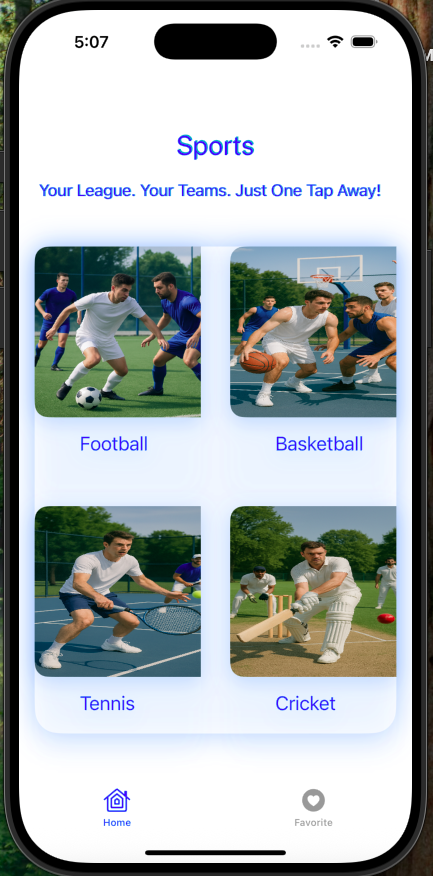 5:07
Sports
Your League. Your Teams. Just One Tap Away!
Football
Basketball
Tennis
Cricket
Home
Favorite